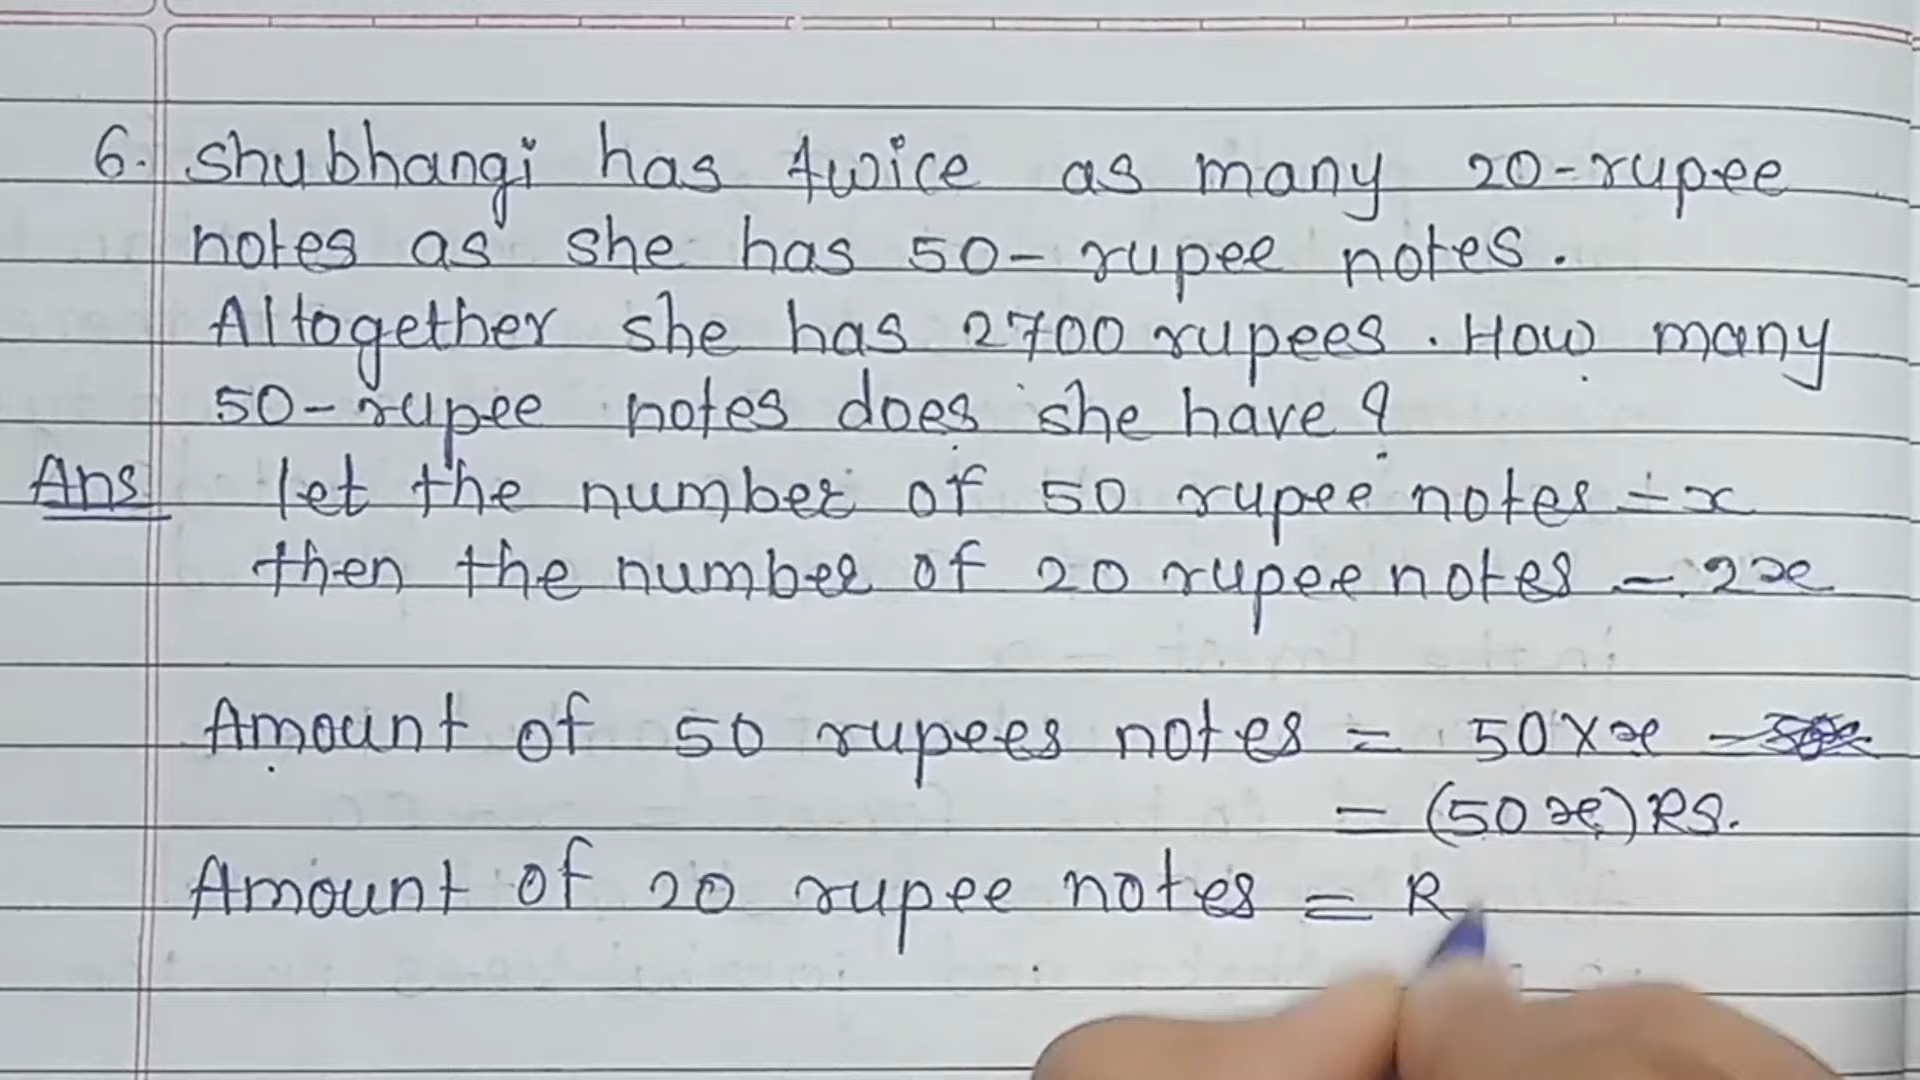 6. Shubhangi has twice as many 20-rupee
notes as she has 50-rupee notes.
Altogether she has 2700 rupees. How many
50-rupee notes does she have?
Ans. let the number of 50 rupee notes = x
then the number of 20 rupee notes = 2x
Amount of 50 rupees notes = 50 × x =
= (50x) RS.
Amount of 20 rupee notes = R